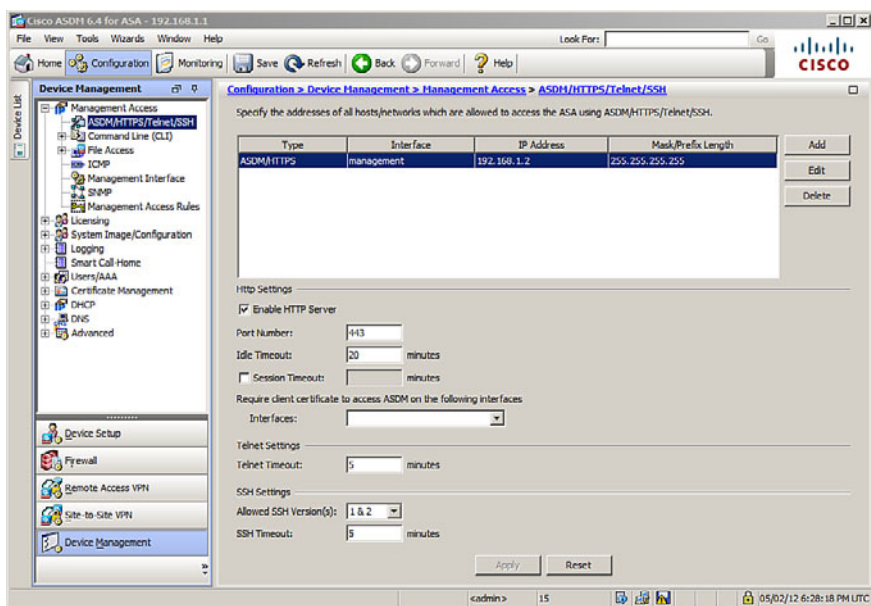 Cisco ASDM 6.4 for ASA - 192.168.1.1
File View Tools Wizards Window Help
Look For: Go
Home Configuration Monitoring Save Refresh Back Forward Help
CISCO
Device List
Device Management
Management Access
ASDM/HTTPS/Telnet/SSH
Command Line (CLI)
File Access
ICMP
Management Interface
SNMP
Management Access Rules
Licensing
System Image/Configuration
Logging
Smart Call-Home
Users/AAA
Certificate Management
DHCP
DNS
Advanced
Device Setup
Firewall
Remote Access VPN
Site-to-Site VPN
Device Management
Configuration > Device Management > Management Access > ASDM/HTTPS/Telnet/SSH
Specify the addresses of all hosts/networks which are allowed to access the ASA using ASDM/HTTPS/Telnet/SSH.
Type Interface IP Address Mask/Prefix Length
ASDM/HTTPS management 192.168.1.2 255.255.255.255
Add
Edit
Delete
Http Settings
Enable HTTP Server
Port Number: 443
Idle Timeout: 20 minutes
Session Timeout: minutes
Require client certificate to access ASDM on the following interfaces
Interfaces:
Telnet Settings
Telnet Timeout: 5 minutes
SSH Settings
Allowed SSH Version(s): 1 & 2
SSH Timeout: 5 minutes
Apply Reset
<admin> 15 05/02/12 6:28:18 PM UTC